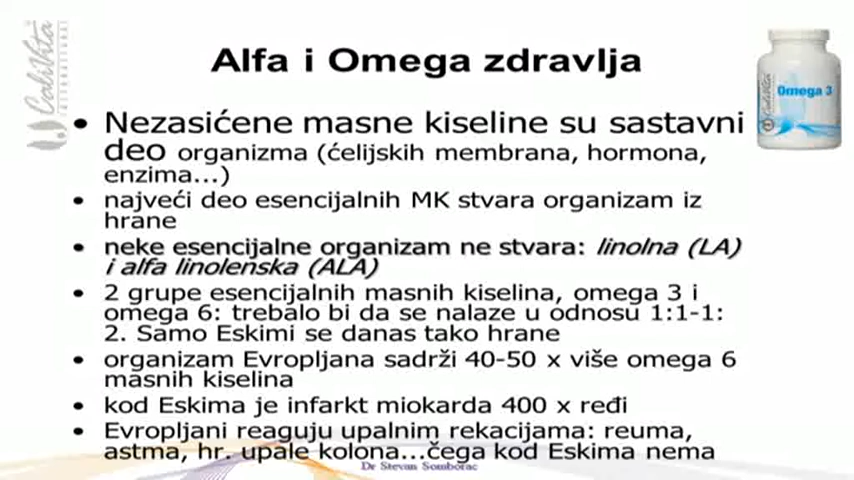 CaliVita
INTERNATIONAL
Alfa i Omega zdravlja
CaliVita
Omega 3
• Nezasićene masne kiseline su sastavni
deo organizma (ćelijskih membrana, hormona,
enzima...)
• najveći deo esencijalnih MK stvara organizam iz
hrane
• neke esencijalne organizam ne stvara: linolna (LA)
i alfa linolenska (ALA)
• 2 grupe esencijalnih masnih kiselina, omega 3 i
omega 6: trebalo bi da se nalaze u odnosu 1:1-1:
2. Samo Eskimi se danas tako hrane
• organizam Evropljana sadrži 40-50 x više omega 6
masnih kiselina
• kod Eskima je infarkt miokarda 400 x ređi
• Evropljani reaguju upalnim rekacijama: reuma,
astma, hr. upale kolona...čega kod Eskima nema
Dr Stevan Somborac